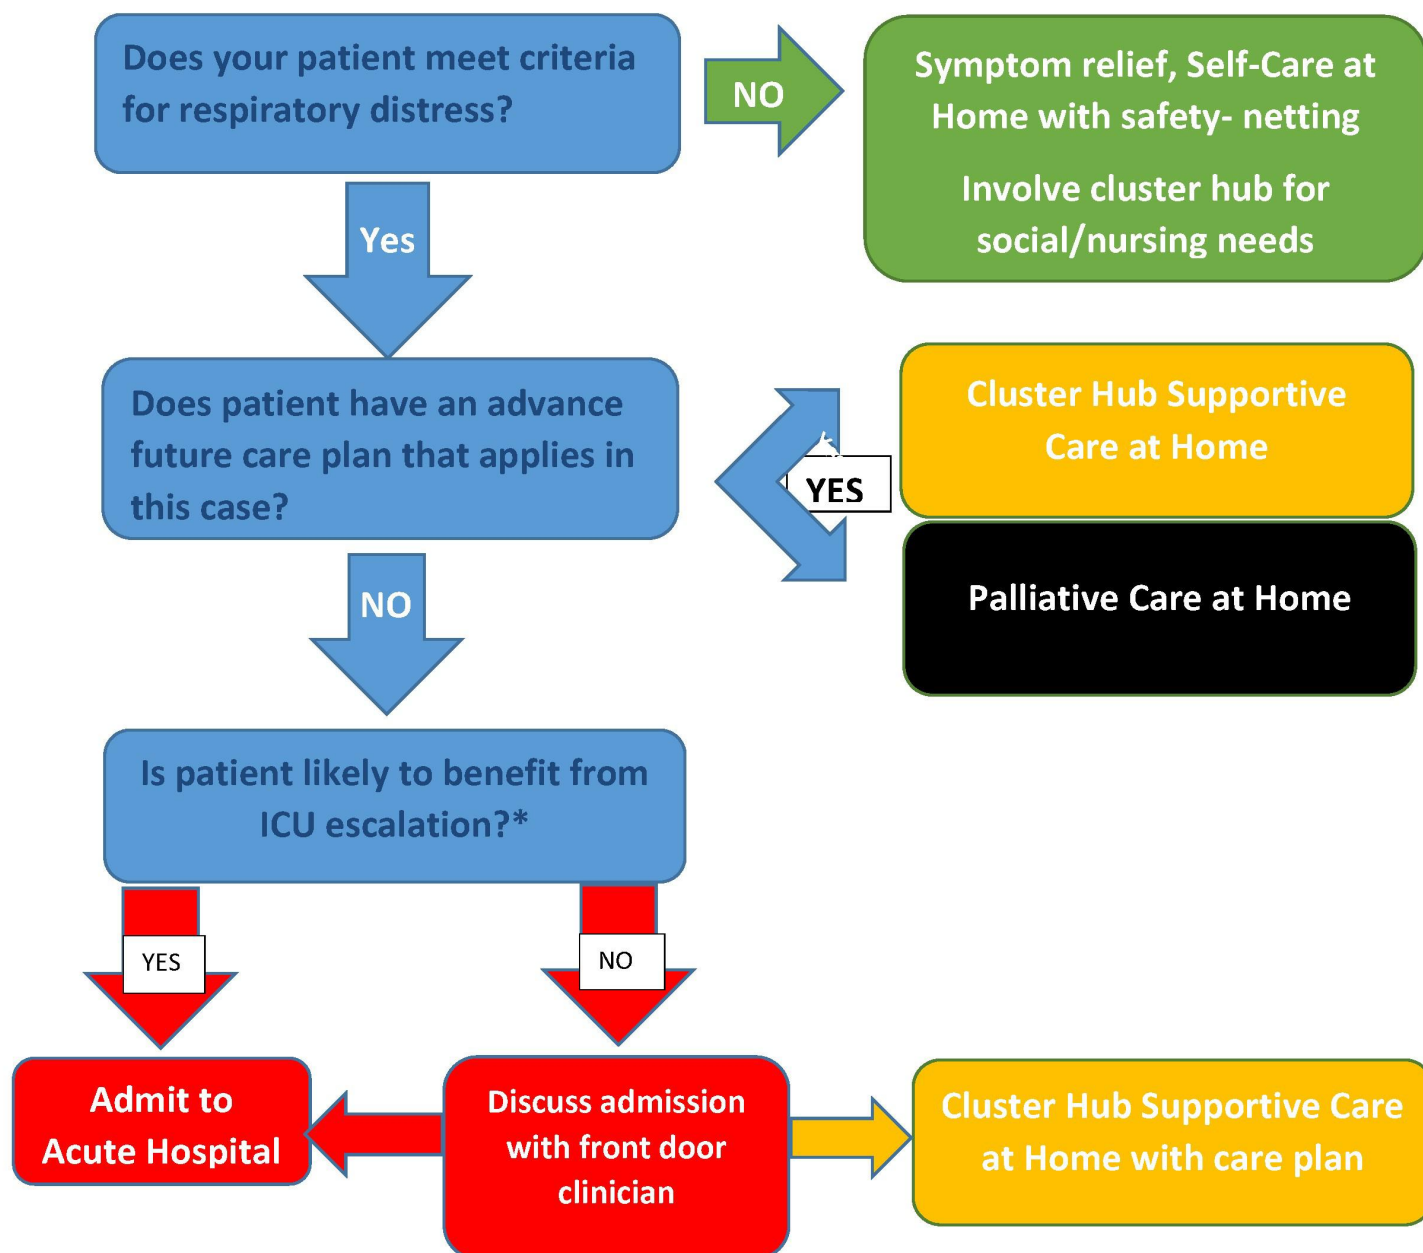 Does your patient meet criteria
for respiratory distress?
NO
Symptom relief, Self-Care at
Home with safety- netting
Involve cluster hub for
social/nursing needs
Yes
Does patient have an advance
future care plan that applies in
this case?
YES
Cluster Hub Supportive
Care at Home
Palliative Care at Home
NO
Is patient likely to benefit from
ICU escalation?*
YES
NO
Admit to
Acute Hospital
Discuss admission
with front door
clinician
Cluster Hub Supportive Care
at Home with care plan